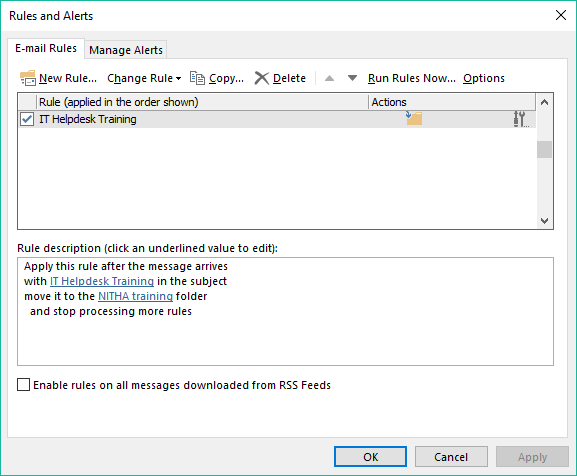 Rules and Alerts
E-mail Rules
Manage Alerts
New Rule...
Change Rule
Copy...
Delete
Run Rules Now...
Options
Rule (applied in the order shown)
Actions
IT Helpdesk Training
Rule description (click an underlined value to edit):
Apply this rule after the message arrives
with IT Helpdesk Training in the subject
move it to the NITHA training folder
and stop processing more rules
Enable rules on all messages downloaded from RSS Feeds
OK
Cancel
Apply